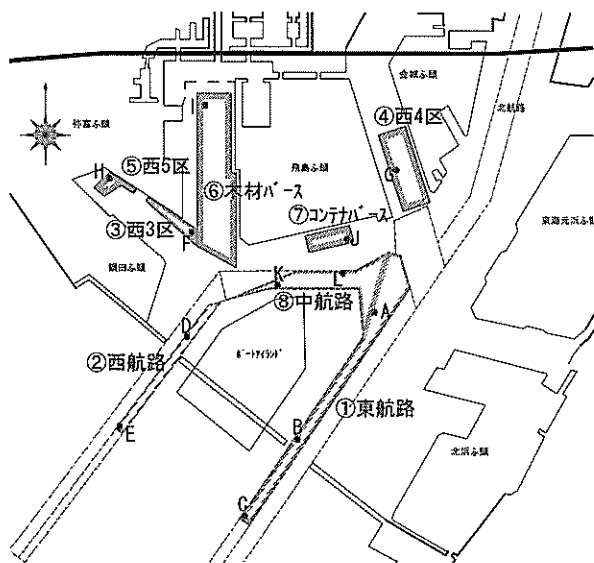 金城ふ頭
④西4区
北航路
I
弥富ふ頭
⑤西5区
H
飛島ふ頭
G
⑥木材バース
⑦コンテナバース
東海元浜ふ頭
③西3区
F
J
鍋田ふ頭
K
L
⑧中航路
A
D
②西航路
ポートアイランド
①東航路
E
B
北浜ふ頭
C